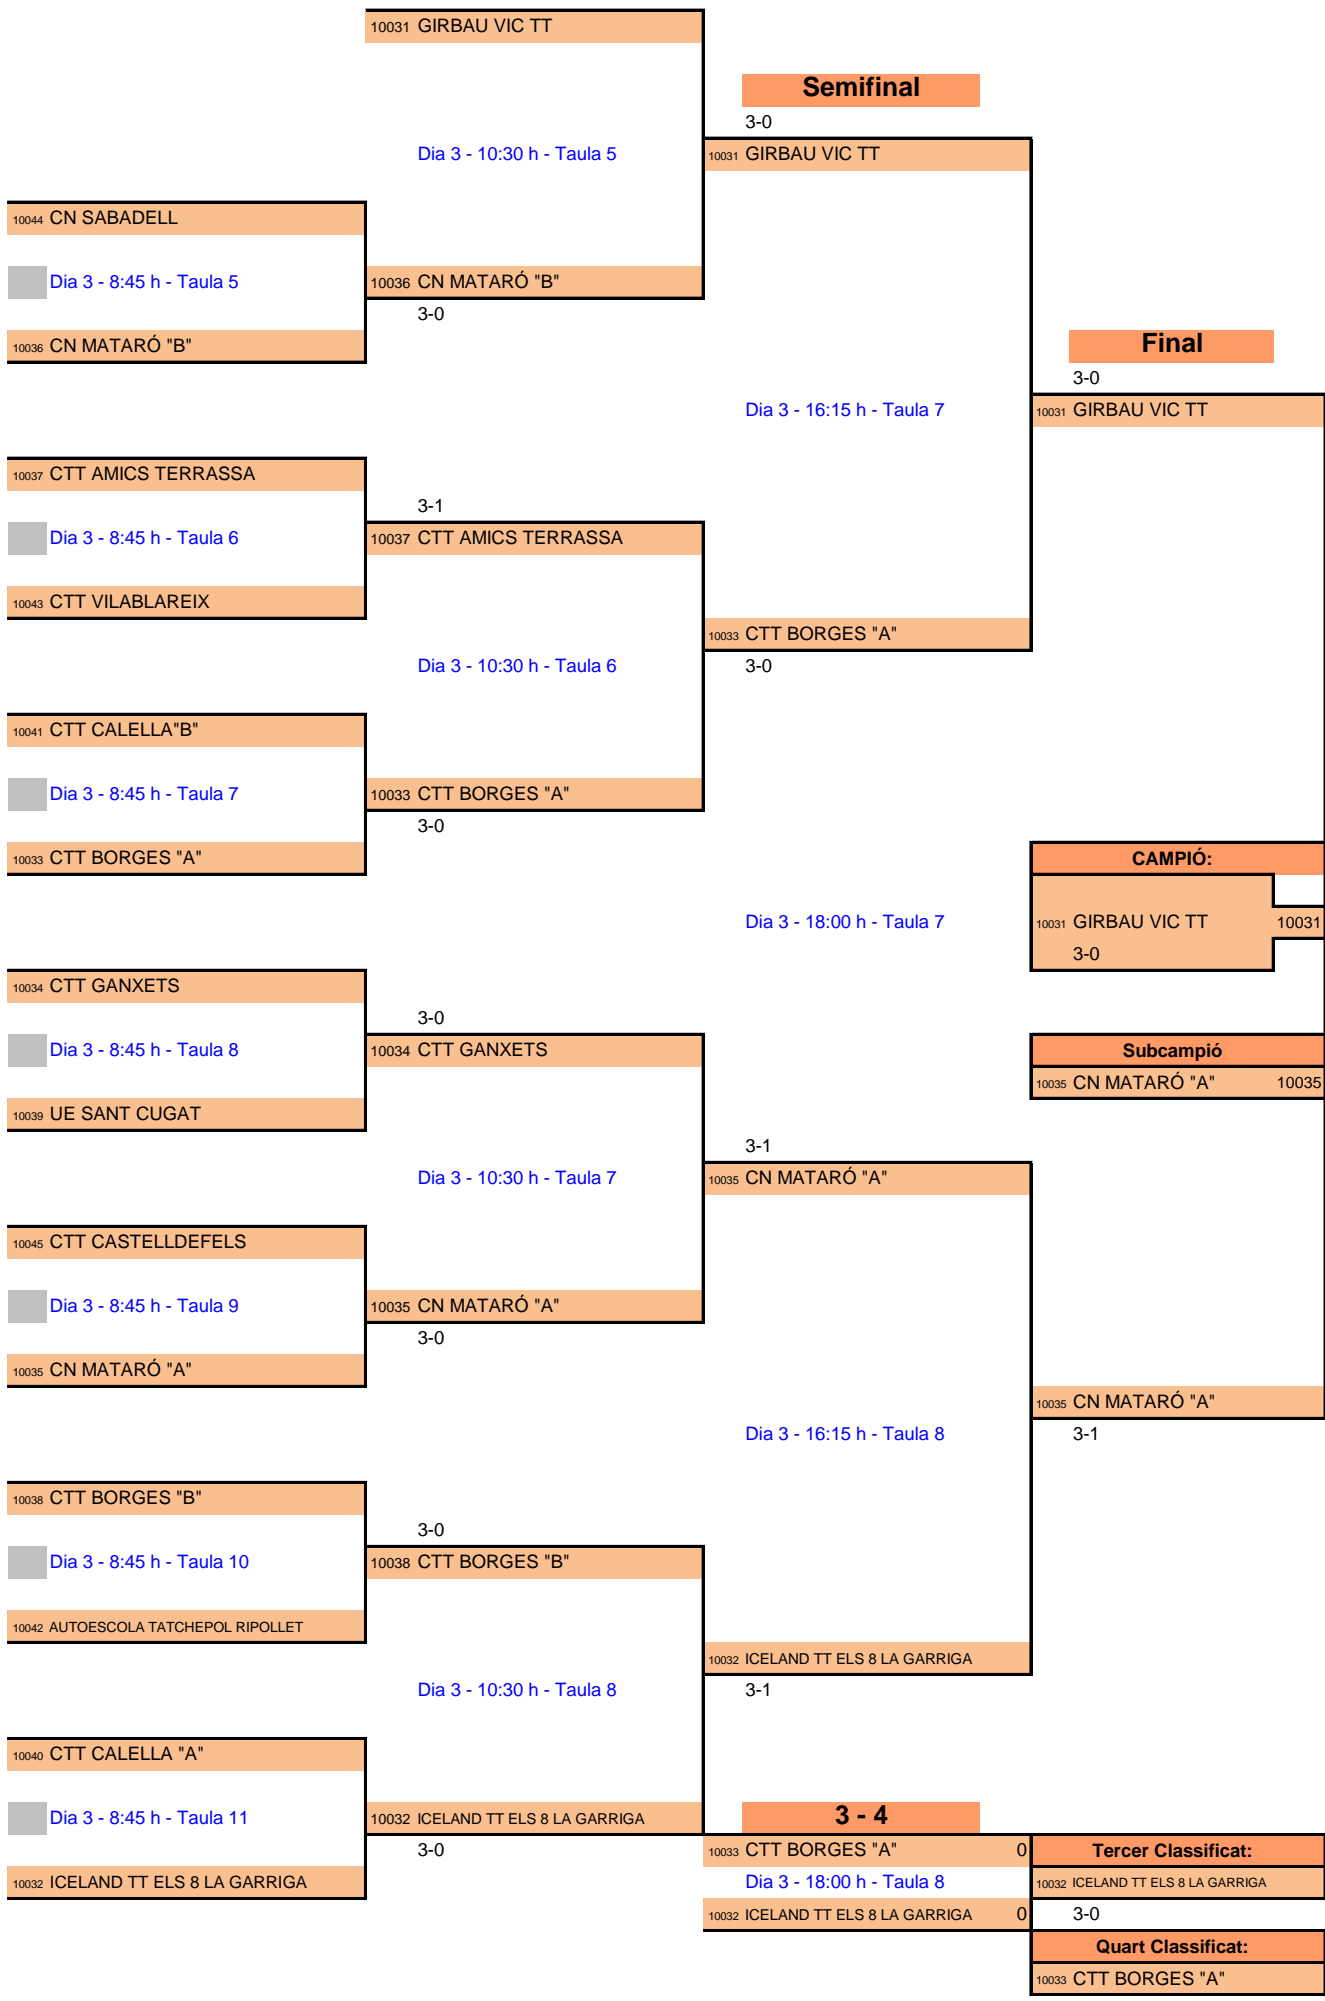 10031 GIRBAU VIC TT
Semifinal
3-0
Dia 3 - 10:30 h - Taula 5
10031 GIRBAU VIC TT
10044 CN SABADELL
Dia 3 - 8:45 h - Taula 5
10036 CN MATARÓ "B"
3-0
10036 CN MATARÓ "B"
Final
3-0
Dia 3 - 16:15 h - Taula 7
10031 GIRBAU VIC TT
10037 CTT AMICS TERRASSA
3-1
Dia 3 - 8:45 h - Taula 6
10037 CTT AMICS TERRASSA
10043 CTT VILABLAREIX
10033 CTT BORGES "A"
Dia 3 - 10:30 h - Taula 6
3-0
10041 CTT CALELLA"B"
Dia 3 - 8:45 h - Taula 7
10033 CTT BORGES "A"
3-0
10033 CTT BORGES "A"
CAMPIÓ:
Dia 3 - 18:00 h - Taula 7
10031 GIRBAU VIC TT 10031
3-0
10034 CTT GANXETS
3-0
Dia 3 - 8:45 h - Taula 8
10034 CTT GANXETS
Subcampió
10035 CN MATARÓ "A" 10035
10039 UE SANT CUGAT
3-1
Dia 3 - 10:30 h - Taula 7
10035 CN MATARÓ "A"
10045 CTT CASTELLDEFELS
Dia 3 - 8:45 h - Taula 9
10035 CN MATARÓ "A"
3-0
10035 CN MATARÓ "A"
10035 CN MATARÓ "A"
Dia 3 - 16:15 h - Taula 8
3-1
10038 CTT BORGES "B"
3-0
Dia 3 - 8:45 h - Taula 10
10038 CTT BORGES "B"
10042 AUTOESCOLA TATCHEPOL RIPOLLET
10032 ICELAND TT ELS 8 LA GARRIGA
Dia 3 - 10:30 h - Taula 8
3-1
10040 CTT CALELLA "A"
Dia 3 - 8:45 h - Taula 11
10032 ICELAND TT ELS 8 LA GARRIGA
3 - 4
3-0
10033 CTT BORGES "A" 0
Tercer Classificat:
10032 ICELAND TT ELS 8 LA GARRIGA
Dia 3 - 18:00 h - Taula 8
10032 ICELAND TT ELS 8 LA GARRIGA
10032 ICELAND TT ELS 8 LA GARRIGA 0
3-0
Quart Classificat:
10033 CTT BORGES "A"